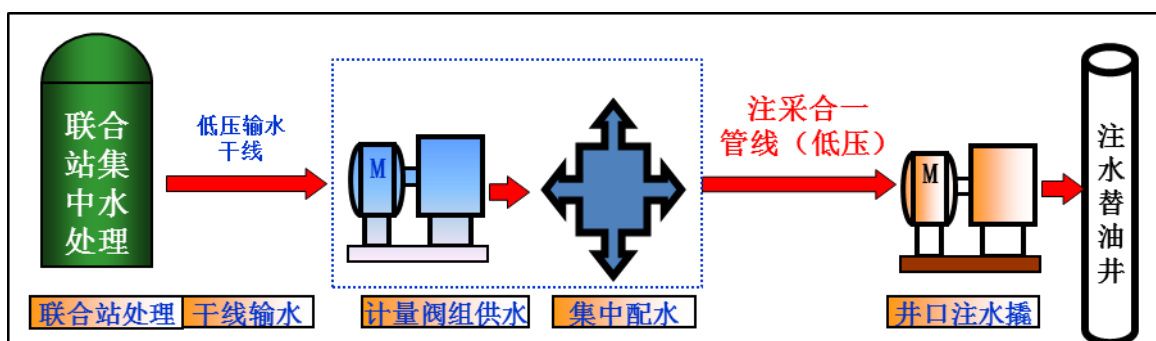 联合
站集
中水
处理
低压输水
干线
M
注采合一
管线（低压）
M
注
水
替
油
井
联合站处理
干线输水
计量阀组供水
集中配水
井口注水撬